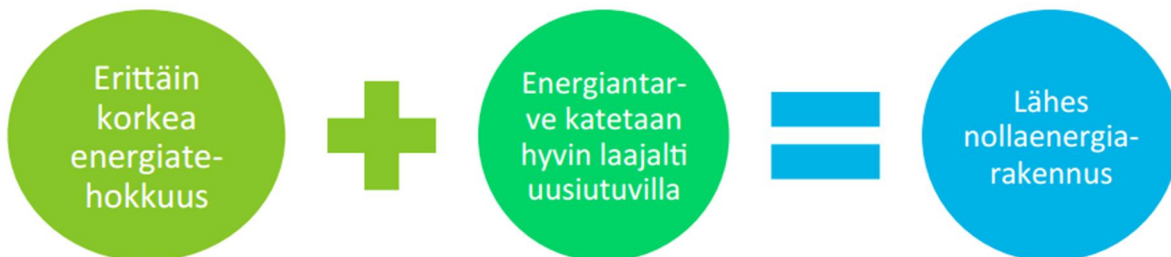 Erittäin
korkea
energiate-
hokkuus
Energiantar-
ve katetaan
hyvin laajalti
uusiutuvilla
Lähes
nollaenergia-
rakennus